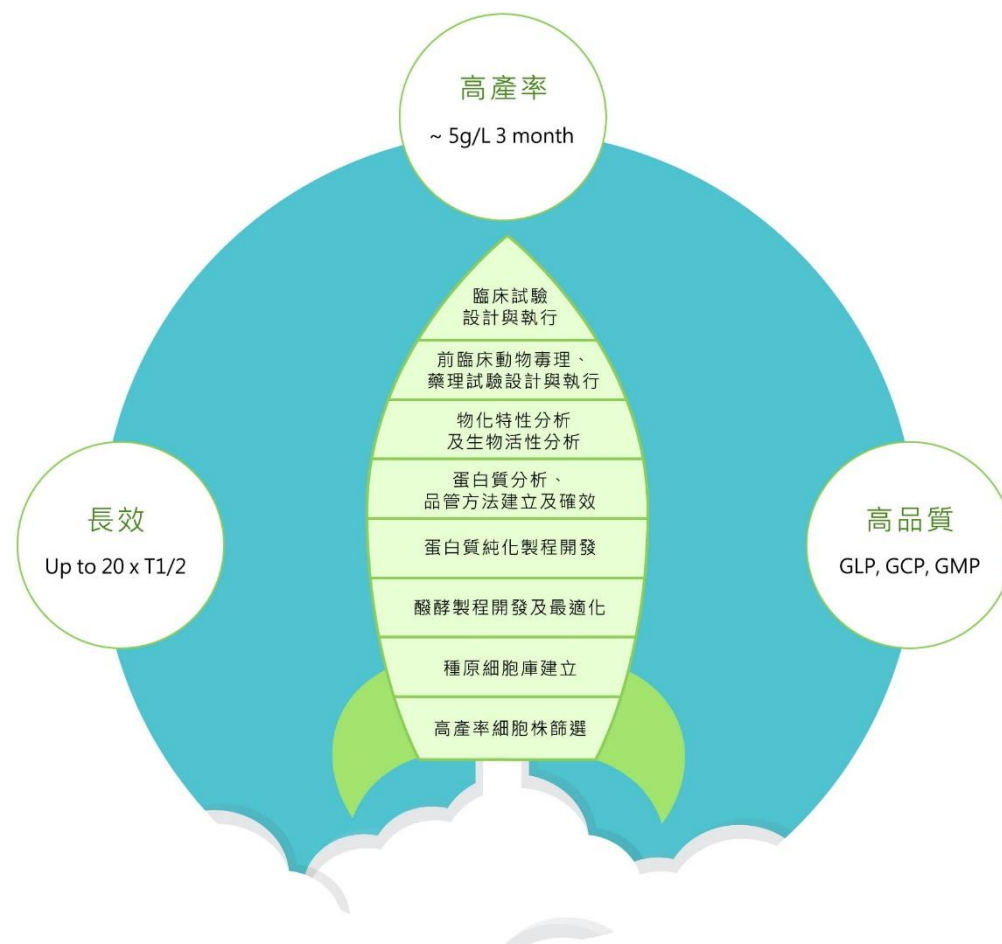 高產率
~ 5g/L 3 month
臨床試驗
設計與執行
前臨床動物毒理、
藥理試驗設計與執行
物化特性分析
及生物活性分析
蛋白質分析、
品管方法建立及確效
長效
Up to 20 x T1/2
高品質
GLP, GCP, GMP
蛋白質純化製程開發
醱酵製程開發及最適化
種原細胞庫建立
高產率細胞株篩選